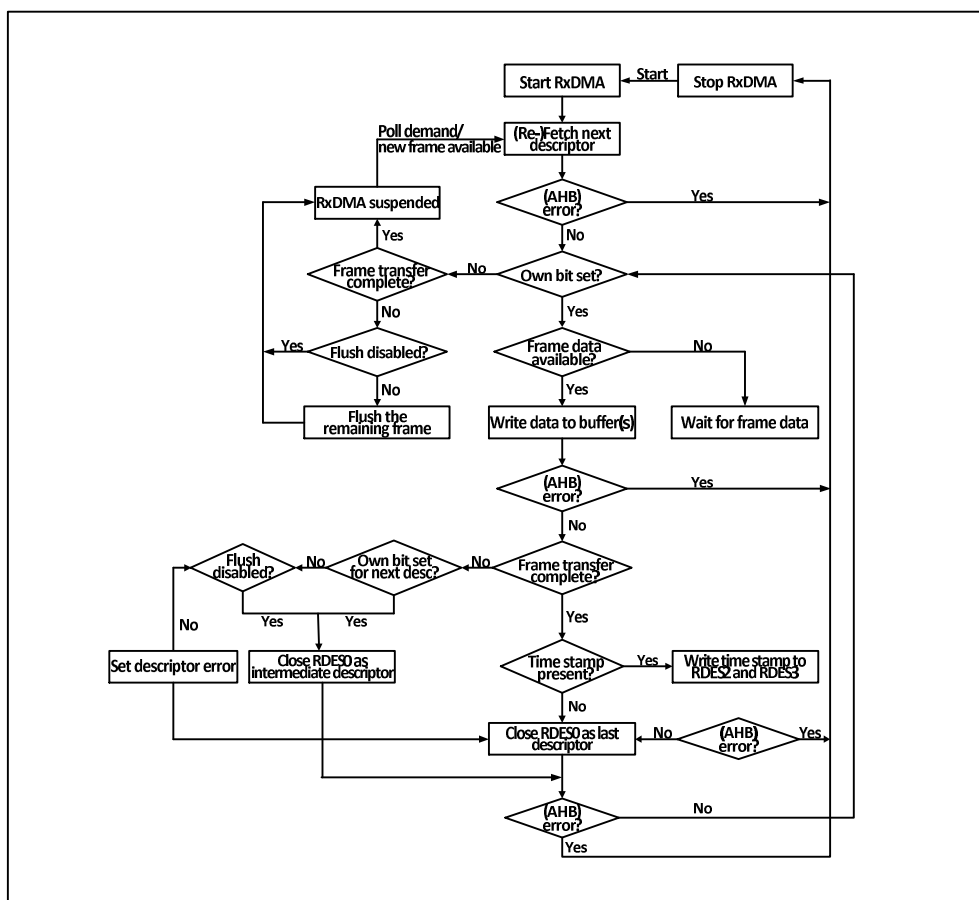 Start RxDMA
Start
Stop RxDMA
Poll demand/
new frame available
(Re-)Fetch next
descriptor
(AHB)
error?
Yes
RxDMA suspended
No
Yes
Frame transfer
complete?
No
Own bit set?
No
Yes
Yes
Flush disabled?
Frame data
available?
No
No
Yes
Flush the
remaining frame
Write data to buffer(s)
Wait for frame data
(AHB)
error?
Yes
No
Flush
disabled?
No
Own bit set
for next desc?
No
Frame transfer
complete?
No
Yes
Yes
Yes
Set descriptor error
Close RDES0 as
intermediate descriptor
Time stamp
present?
Yes
Write time stamp to
RDES2 and RDES3
No
Close RDES0 as last
descriptor
No
(AHB)
error?
Yes
(AHB)
error?
No
Yes